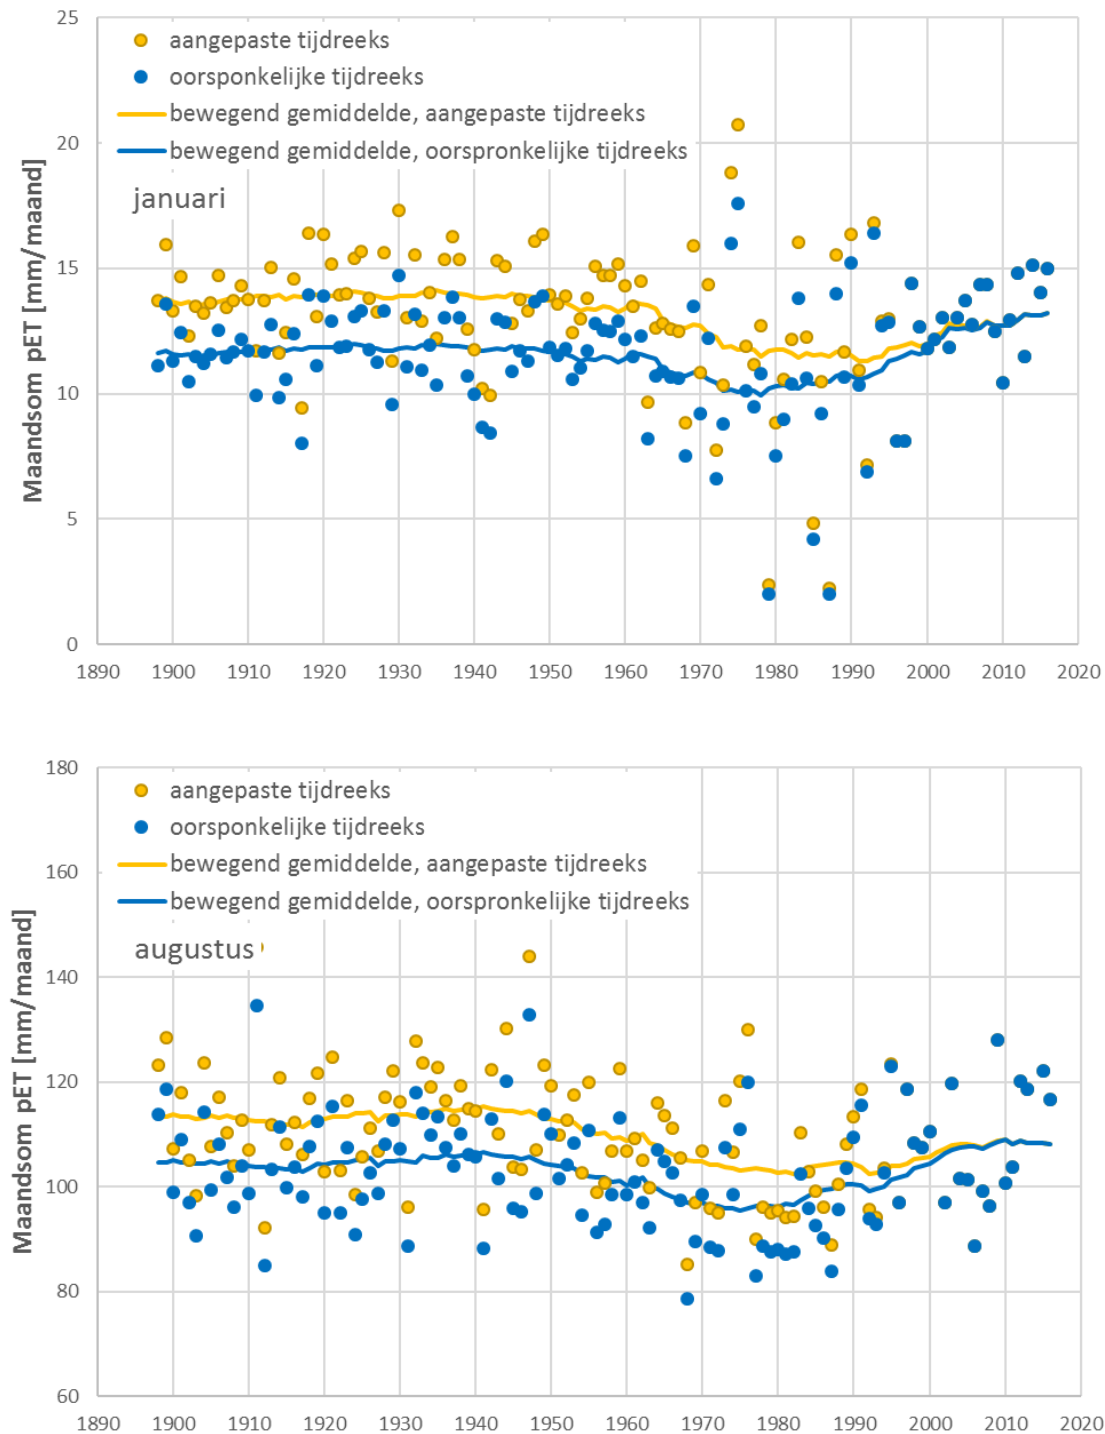 25
20
15
10
5
0
Maandsom pET [mm/maand]
aangepaste tijdreeks
oorsponkelijke tijdreeks
bewegend gemiddelde, aangepaste tijdreeks
bewegend gemiddelde, oorspronkelijke tijdreeks
januari
1890 1900 1910 1920 1930 1940 1950 1960 1970 1980 1990 2000 2010 2020
180
160
140
120
100
80
60
Maandsom pET [mm/maand]
aangepaste tijdreeks
oorsponkelijke tijdreeks
bewegend gemiddelde, aangepaste tijdreeks
bewegend gemiddelde, oorspronkelijke tijdreeks
augustus
1890 1900 1910 1920 1930 1940 1950 1960 1970 1980 1990 2000 2010 2020